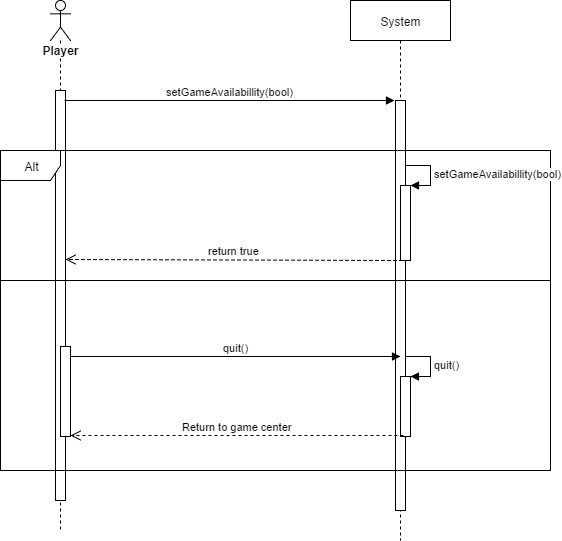 System
Player
setGameAvailabillity(bool)
Alt
setGameAvailabillity(bool)
return true
quit()
quit()
Return to game center